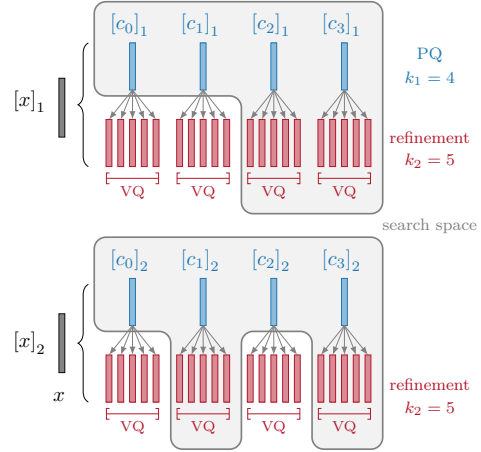 [c₀]₁ [c₁]₁ [c₂]₁ [c₃]₁
PQ
k₁ = 4
[x]₁
refinement
k₂ = 5
VQ VQ VQ VQ
search space
[c₀]₂ [c₁]₂ [c₂]₂ [c₃]₂
[x]₂
x
refinement
k₂ = 5
VQ VQ VQ VQ